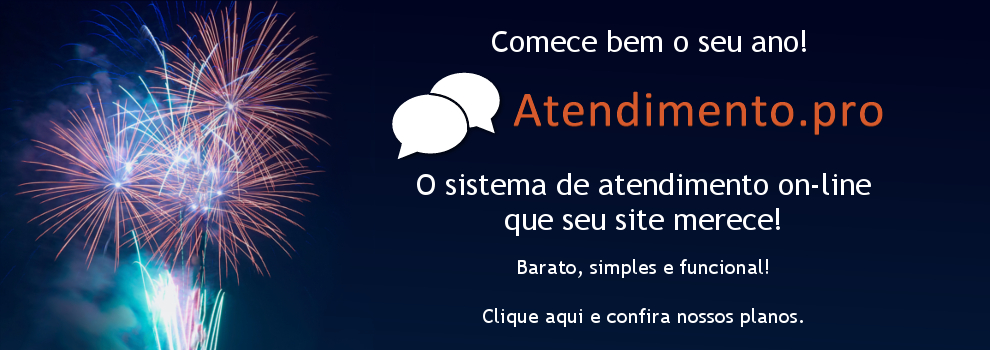 Comece bem o seu ano!
Atendimento.pro
O sistema de atendimento on-line
que seu site merece!
Barato, simples e funcional!
Clique aqui e confira nossos planos.